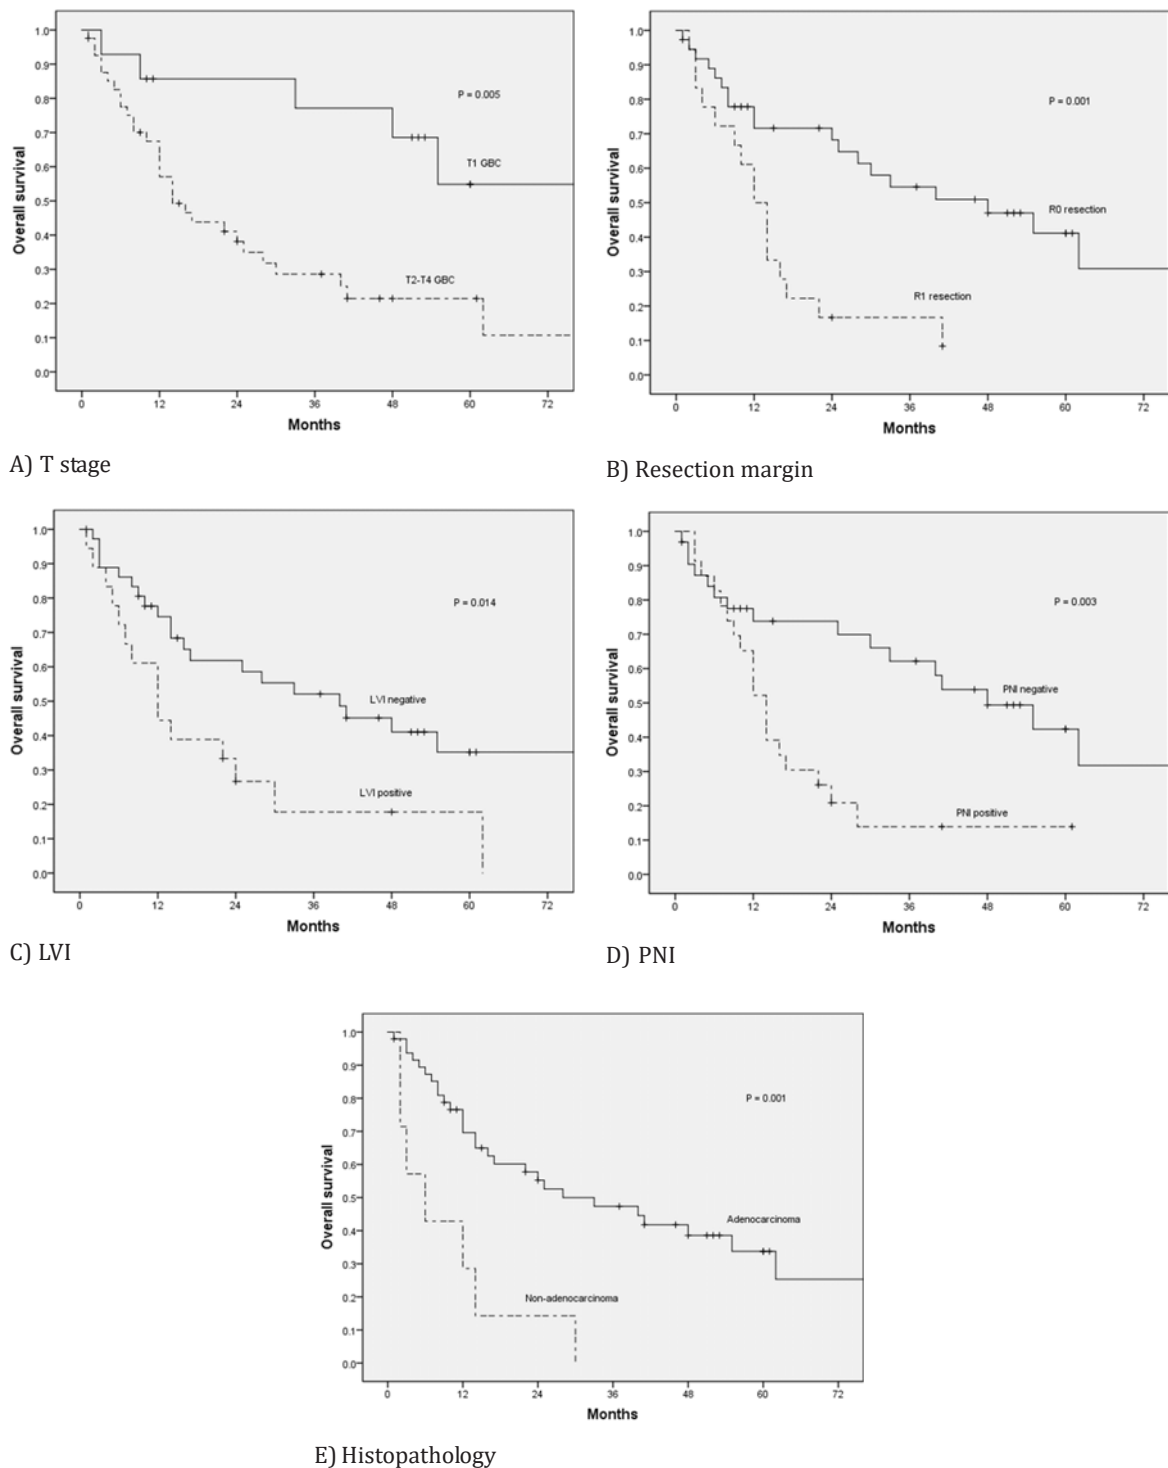 1.0
0.9
0.8
0.7
0.6
0.5
0.4
0.3
0.2
0.1
0.0
Overall survival
P = 0.005
T1 GBC
T2-T4 GBC
0 12 24 36 48 60 72
Months
A) T stage
1.0
0.9
0.8
0.7
0.6
0.5
0.4
0.3
0.2
0.1
0.0
Overall survival
P = 0.001
R0 resection
R1 resection
0 12 24 36 48 60 72
Months
B) Resection margin
1.0
0.9
0.8
0.7
0.6
0.5
0.4
0.3
0.2
0.1
0.0
Overall survival
P = 0.014
LVI negative
LVI positive
0 12 24 36 48 60 72
Months
C) LVI
1.0
0.9
0.8
0.7
0.6
0.5
0.4
0.3
0.2
0.1
0.0
Overall survival
P = 0.003
PNI negative
PNI positive
0 12 24 36 48 60 72
Months
D) PNI
1.0
0.9
0.8
0.7
0.6
0.5
0.4
0.3
0.2
0.1
0.0
Overall survival
P = 0.001
Adenocarcinoma
Non-adenocarcinoma
0 12 24 36 48 60 72
Months
E) Histopathology